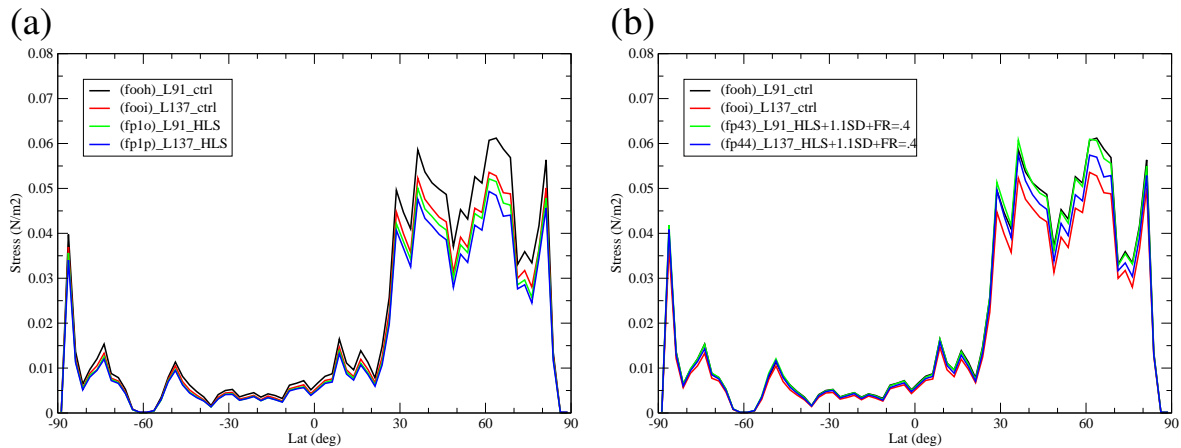 (a)
0.08
0.07
0.06
0.05
0.04
0.03
0.02
0.01
0
Stress (N/m2)
(fooh)_L91_ctrl
(fooi)_L137_ctrl
(fp1o)_L91_HLS
(fp1p)_L137_HLS
-90 -60 -30 0 30 60 90
Lat (deg)
(b)
0.08
0.07
0.06
0.05
0.04
0.03
0.02
0.01
0
Stress (N/m2)
(fooh)_L91_ctrl
(fooi)_L137_ctrl
(fp43)_L91_HLS+1.1SD+FR=.4
(fp44)_L137_HLS+1.1SD+FR=.4
-90 -60 -30 0 30 60 90
Lat (deg)